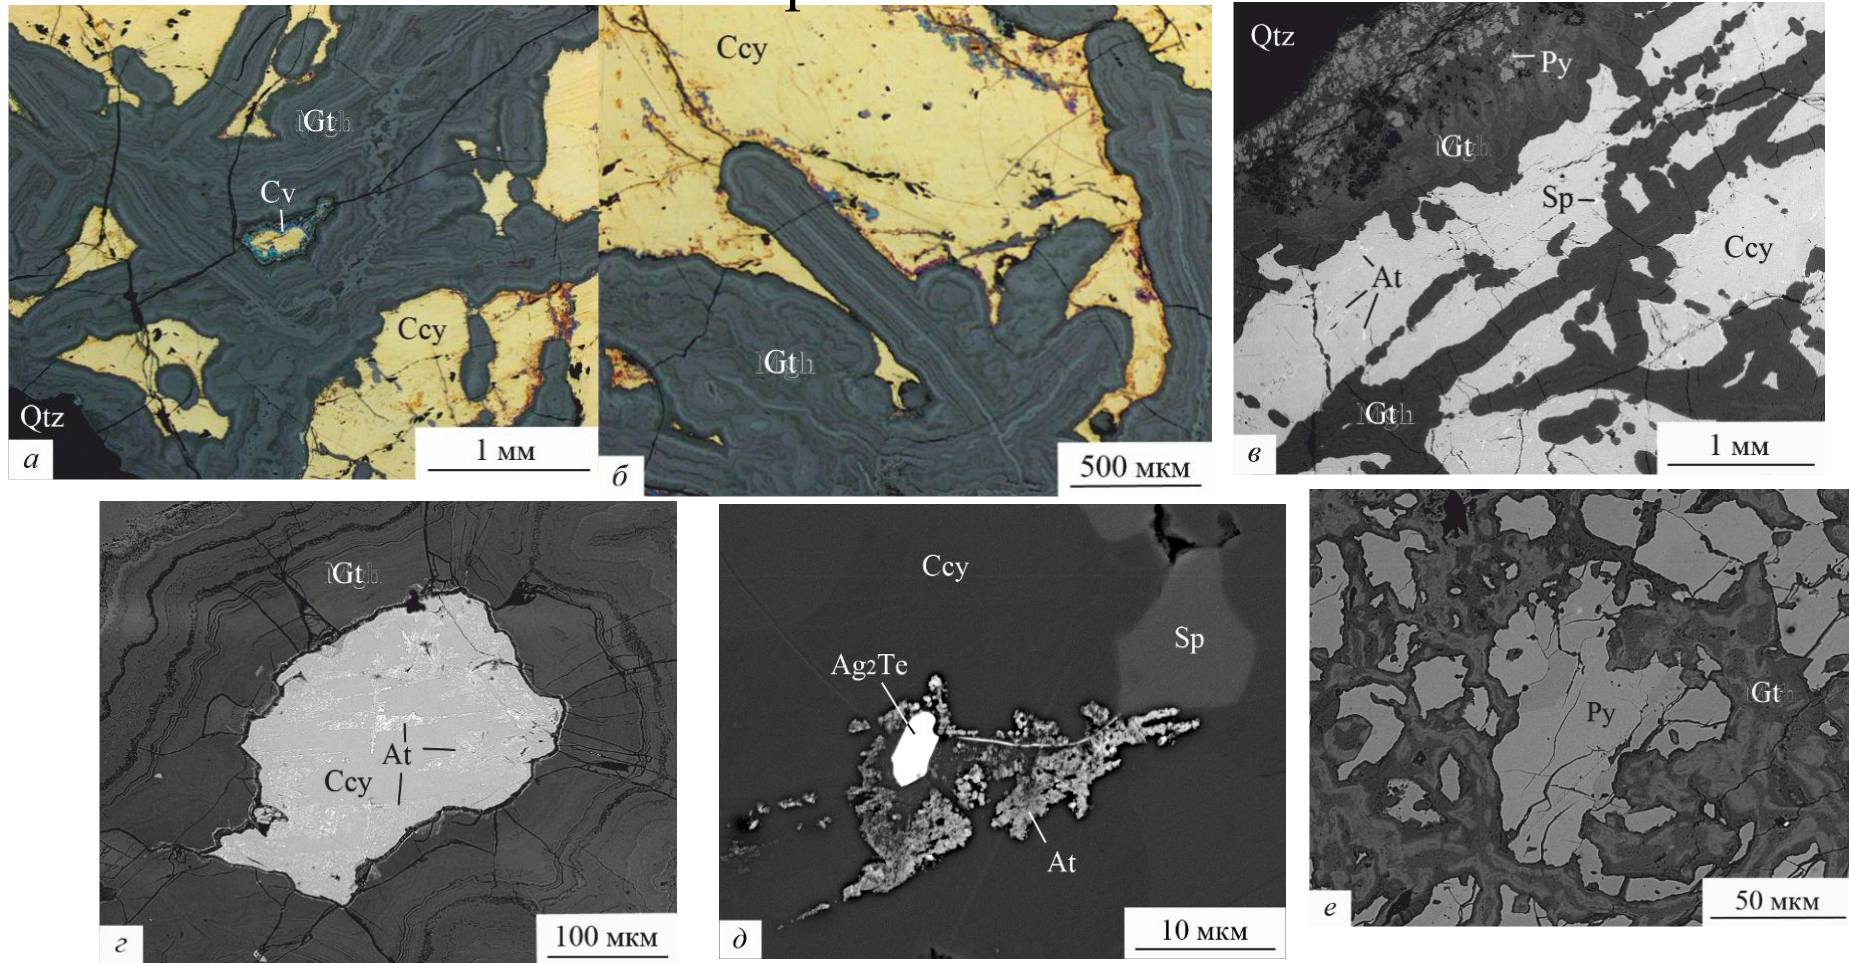 Gt
Cv
Ccy
Qtz
а
1 мм
Ccy
Gt
б
500 мкм
Qtz
Py
Gt
Sp
At
Ccy
Gt
в
1 мм
Gt
At
Ccy
г
100 мкм
Ccy
Sp
Ag2Te
At
д
10 мкм
Gt
Py
е
50 мкм